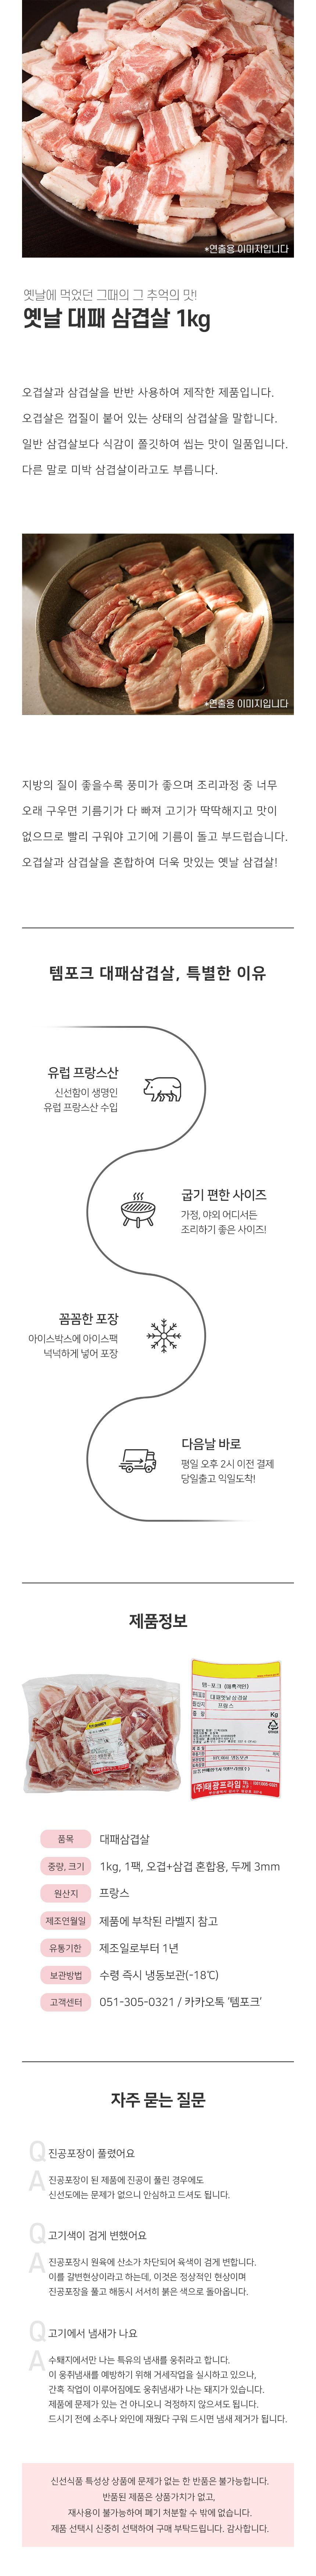 *연출용 이미지입니다
옛날에 먹었던 그때의 그 추억의 맛!
옛날 대패 삼겹살 1kg
오겹살과 삼겹살을 반반 사용하여 제작한 제품입니다.
오겹살은 껍질이 붙어 있는 상태의 삼겹살을 말합니다.
일반 삼겹살보다 식감이 쫄깃하여 씹는 맛이 일품입니다.
다른 말로 미박 삼겹살이라고도 부릅니다.
*연출용 이미지입니다
지방의 질이 좋을수록 풍미가 좋으며 조리과정 중 너무
오래 구우면 기름기가 다 빠져 고기가 딱딱해지고 맛이
없으므로 빨리 구워야 고기에 기름이 돌고 부드럽습니다.
오겹살과 삼겹살을 혼합하여 더욱 맛있는 옛날 삼겹살!
템포크 대패삼겹살, 특별한 이유
유럽 프랑스산
신선함이 생명인
유럽 프랑스산 수입
굽기 편한 사이즈
가정, 야외 어디서든
조리하기 좋은 사이즈!
꼼꼼한 포장
아이스박스에 아이스팩
넉넉하게 넣어 포장
다음날 바로
평일 오후 2시 이전 결제
당일출고 익일도착!
제품정보
대패옛날삼겹살
프랑스
Kg
(주)태광프라임
품목 대패삼겹살
중량, 크기 1kg, 1팩, 오겹+삼겹 혼합용, 두께 3mm
원산지 프랑스
제조연월일 제품에 부착된 라벨지 참고
유통기한 제조일로부터 1년
보관방법 수령 즉시 냉동보관(-18℃)
고객센터 051-305-0321 / 카카오톡 '템포크'
자주 묻는 질문
Q 진공포장이 풀렸어요
A 진공포장이 된 제품에 진공이 풀린 경우에도
신선도에는 문제가 없으니 안심하고 드셔도 됩니다.
Q 고기색이 검게 변했어요
A 진공포장시 원육에 산소가 차단되어 육색이 검게 변합니다.
이를 갈변현상이라고 하는데, 이것은 정상적인 현상이며
진공포장을 풀고 해동시 서서히 붉은 색으로 돌아옵니다.
Q 고기에서 냄새가 나요
A 수퇘지에서만 나는 특유의 냄새를 웅취라고 합니다.
이 웅취냄새를 예방하기 위해 거세작업을 실시하고 있으나,
간혹 작업이 이루어짐에도 웅취냄새가 나는 돼지가 있습니다.
제품에 문제가 있는 건 아니오니 걱정하지 않으셔도 됩니다.
드시기 전에 소주나 와인에 재웠다 구워 드시면 냄새 제거가 됩니다.
신선식품 특성상 상품에 문제가 없는 한 반품은 불가능합니다.
반품된 제품은 상품가치가 없고,
재사용이 불가능하여 폐기 처분할 수 밖에 없습니다.
제품 선택시 신중히 선택하여 구매 부탁드립니다. 감사합니다.